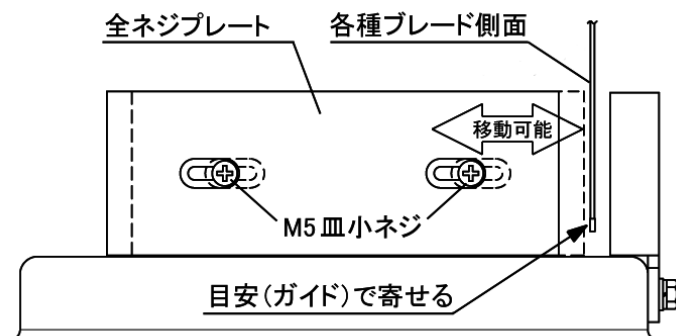 全ネジプレート
各種ブレード側面
移動可能
M5皿小ネジ
目安(ガイド)で寄せる